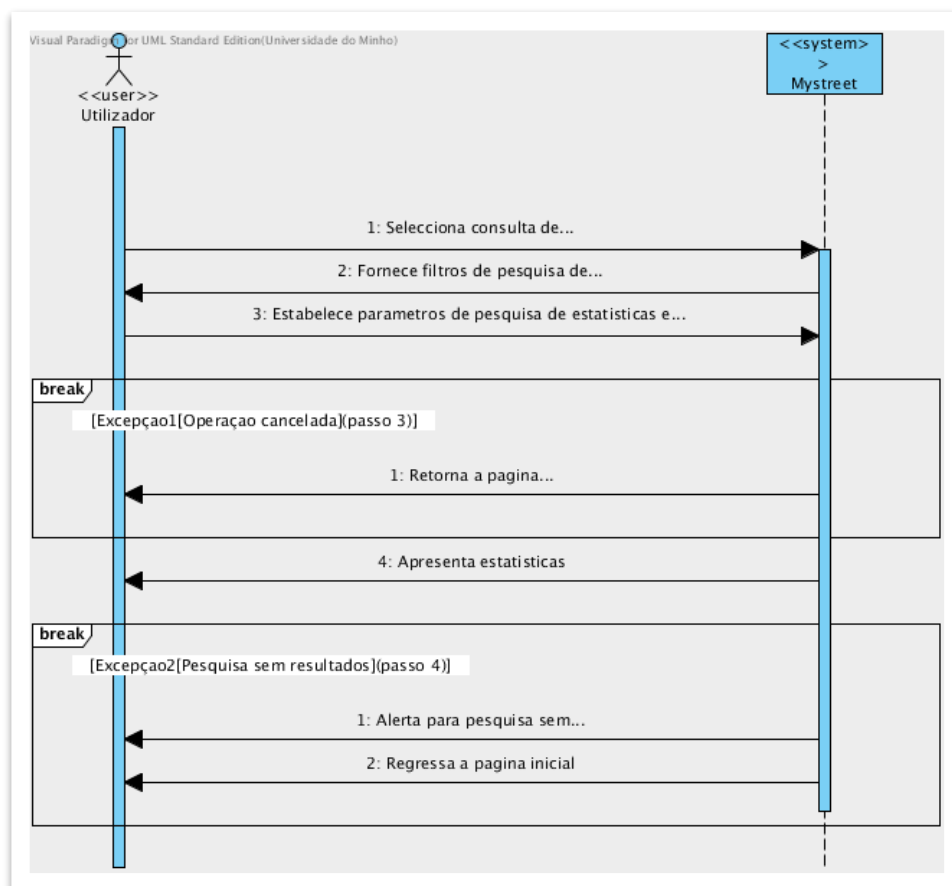 Visual Paradigm for UML Standard Edition(Universidade do Minho)
<<user>>
Utilizador
<<system>
>
Mystreet
1: Selecciona consulta de...
2: Fornece filtros de pesquisa de...
3: Estabelece parametros de pesquisa de estatisticas e...
break
[Excepçao1[Operaçao cancelada](passo 3)]
1: Retorna a pagina...
4: Apresenta estatisticas
break
[Excepçao2[Pesquisa sem resultados](passo 4)]
1: Alerta para pesquisa sem...
2: Regressa a pagina inicial